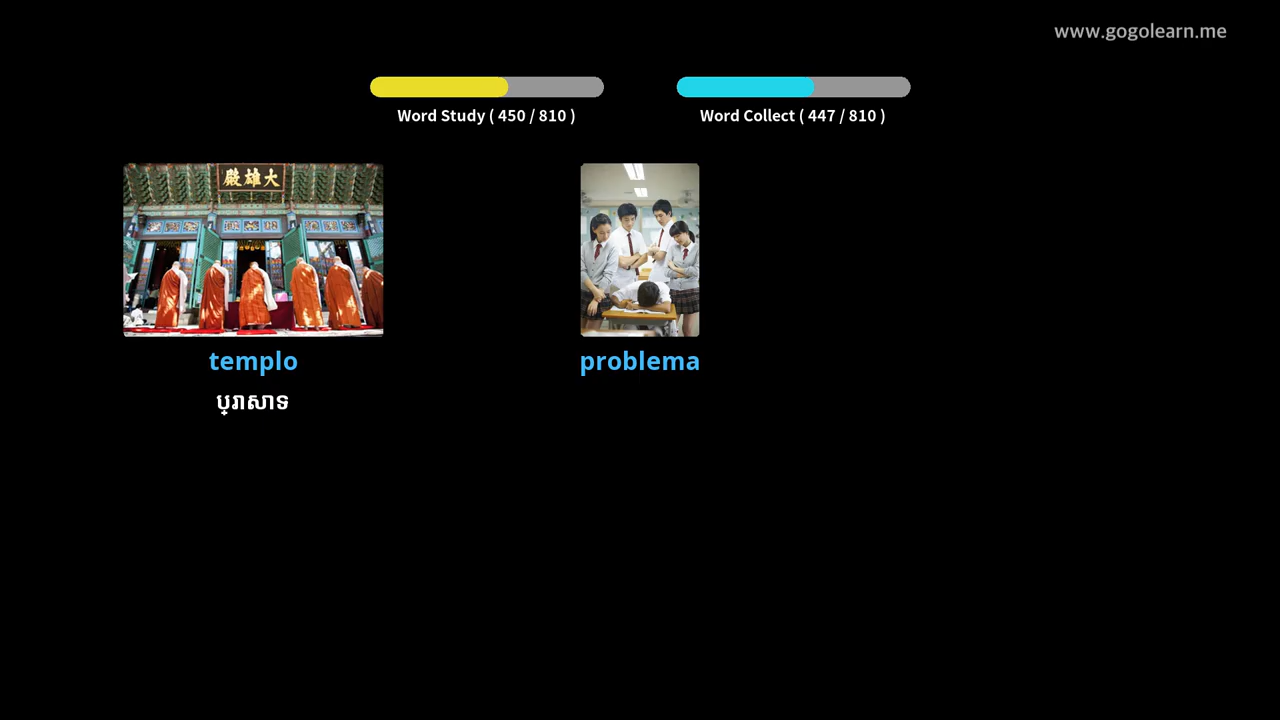 www.gogolearn.me
Word Study ( 450 / 810 )
Word Collect ( 447 / 810 )
殿雄大
templo
problema
ប្រាសាទ